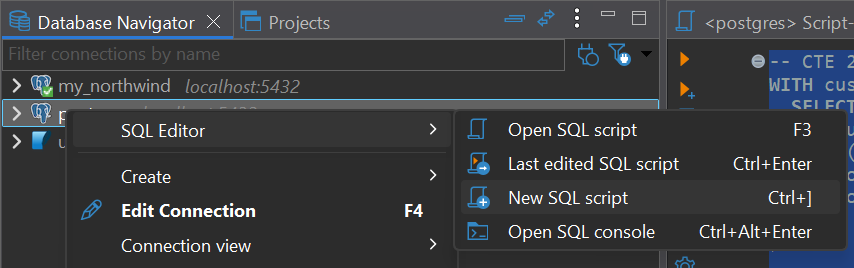 Database Navigator
Projects
<postgres> Script-
Filter connections by name
-- CTE 2
my_northwind localhost:5432
WITH cus
SELECT
SQL Editor
Open SQL script F3
Last edited SQL script Ctrl+Enter
Create
New SQL script Ctrl+]
Edit Connection F4
Open SQL console Ctrl+Alt+Enter
Connection view